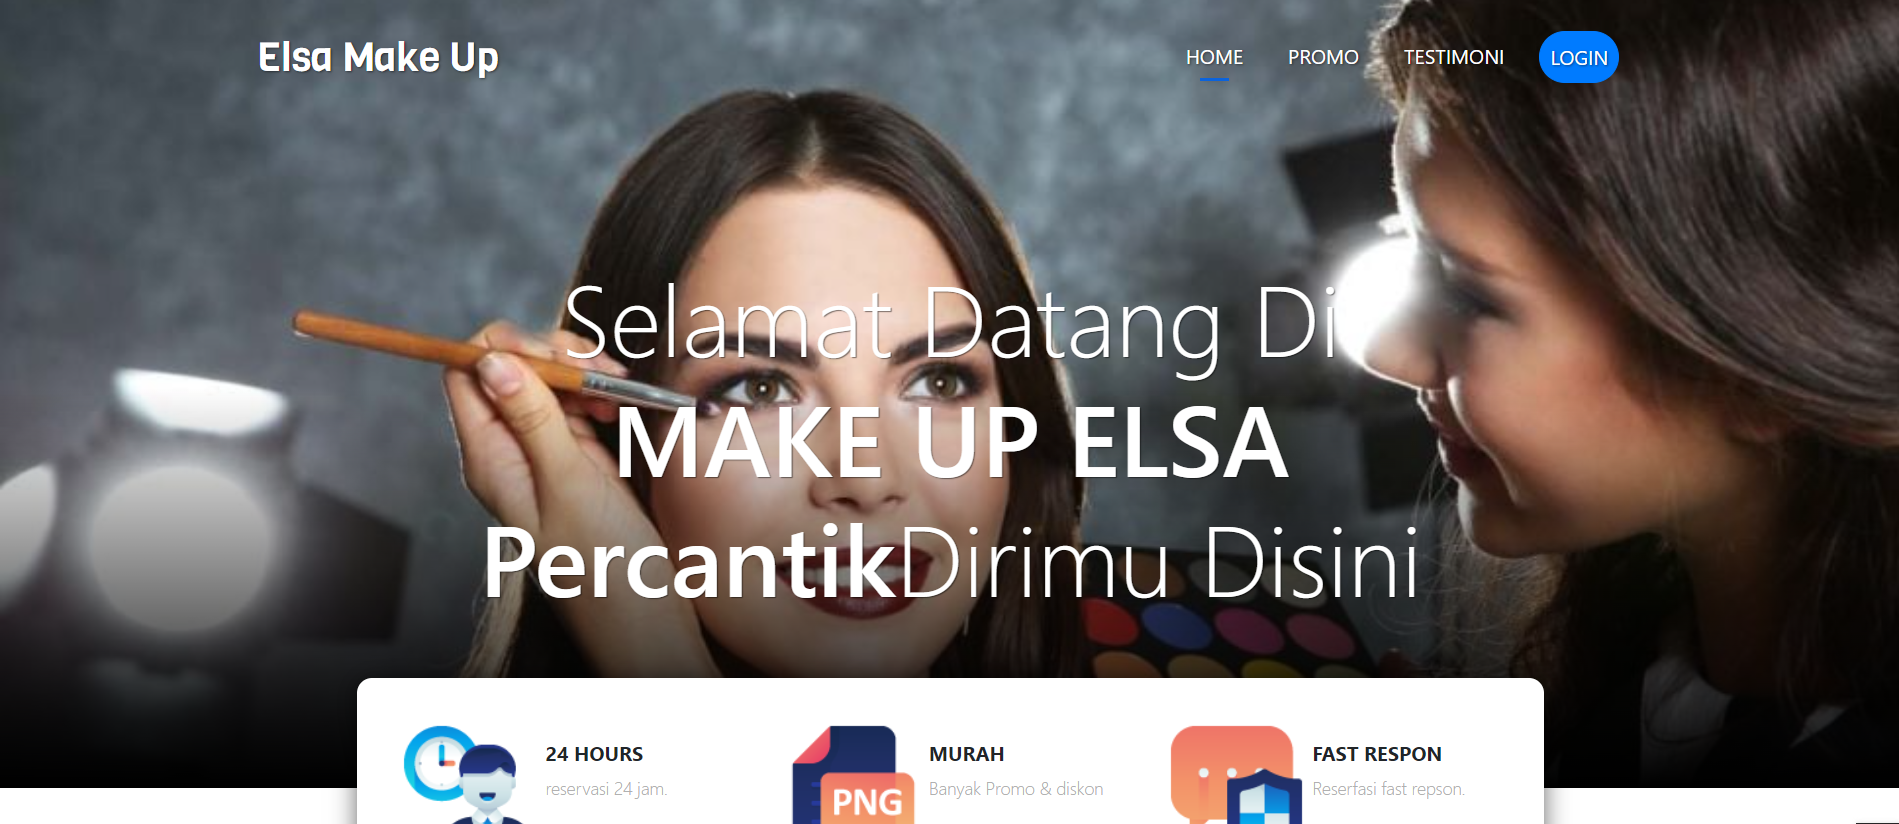 Elsa Make Up
HOME PROMO TESTIMONI LOGIN
Selamat Datang Di
MAKE UP ELSA
PercantikDirimu Disini
24 HOURS
reservasi 24 jam.
PNG
MURAH
Banyak Promo & diskon
FAST RESPON
Reserfasi fast repson.